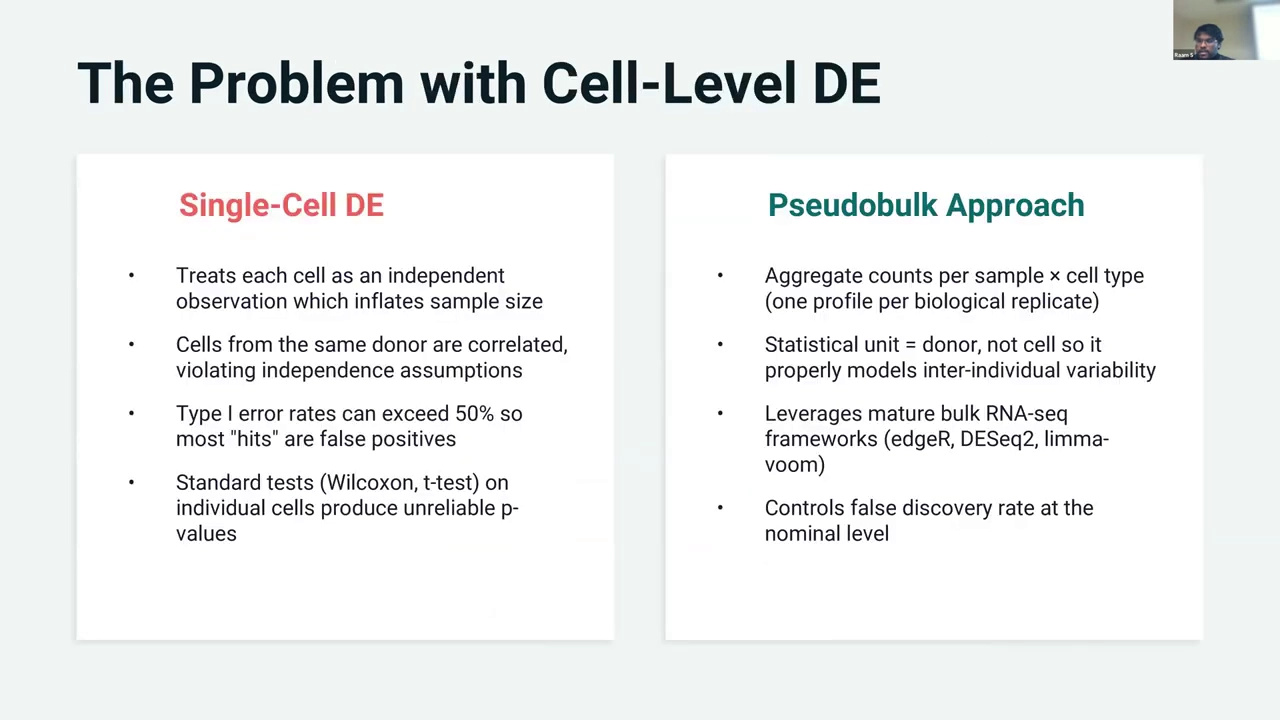 The Problem with Cell-Level DE
Single-Cell DE
• Treats each cell as an independent
observation which inflates sample size
• Cells from the same donor are correlated,
violating independence assumptions
• Type I error rates can exceed 50% so
most "hits" are false positives
• Standard tests (Wilcoxon, t-test) on
individual cells produce unreliable p-
values
Pseudobulk Approach
• Aggregate counts per sample × cell type
(one profile per biological replicate)
• Statistical unit = donor, not cell so it
properly models inter-individual variability
• Leverages mature bulk RNA-seq
frameworks (edgeR, DESeq2, limma-
voom)
• Controls false discovery rate at the
nominal level
Raam S